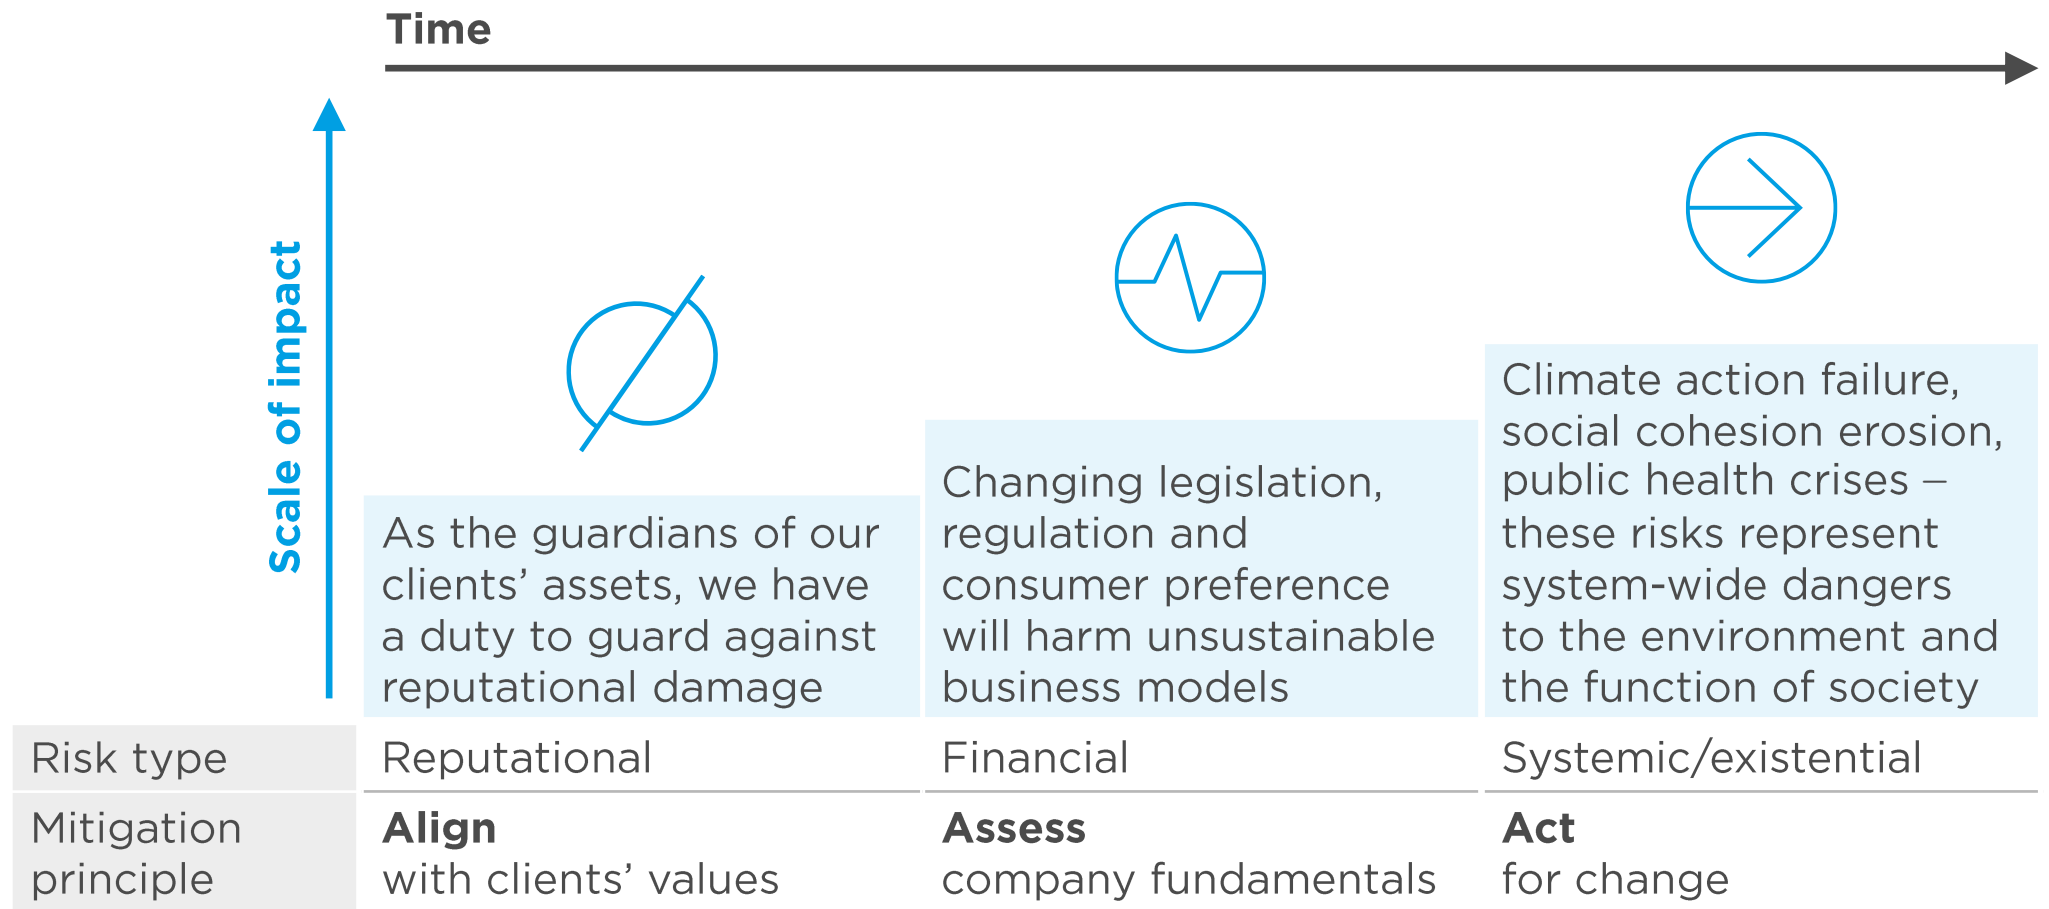 Time
Scale of impact
As the guardians of our
clients’ assets, we have
a duty to guard against
reputational damage
Changing legislation,
regulation and
consumer preference
will harm unsustainable
business models
Climate action failure,
social cohesion erosion,
public health crises –
these risks represent
system-wide dangers
to the environment and
the function of society
Risk type
Reputational
Financial
Systemic/existential
Mitigation
principle
Align
with clients’ values
Assess
company fundamentals
Act
for change